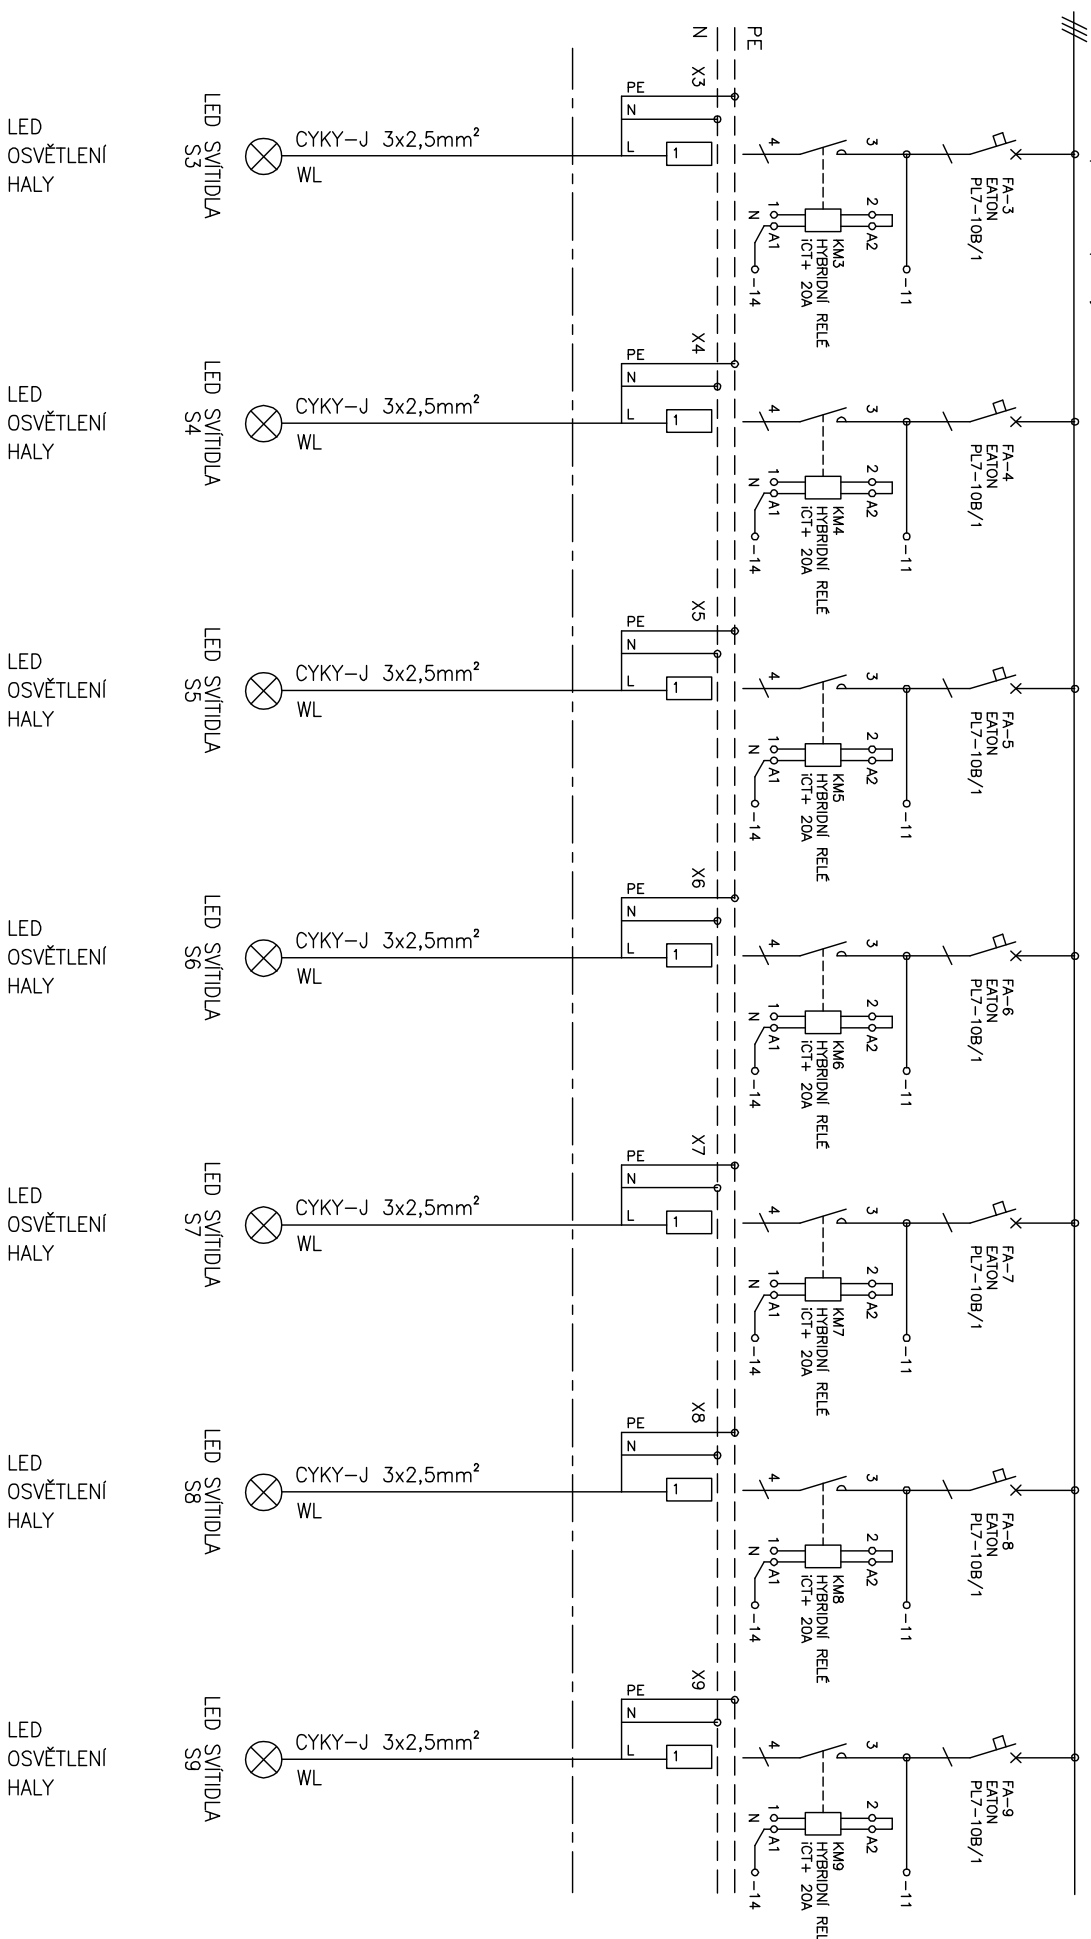 N
PE
X3
PE
N
L
1
CYKY-J 3x2,5mm²
WL
LED SVÍTIDLA
S3
LED
OSVĚTLENÍ
HALY
4
3
FA-3
EATON
PL7-10B/1
1
N
A1
2
A2
KM3
HYBRIDNÍ RELÉ
iCT+ 20A
-14
-11
X4
PE
N
L
1
CYKY-J 3x2,5mm²
WL
LED SVÍTIDLA
S4
LED
OSVĚTLENÍ
HALY
4
3
FA-4
EATON
PL7-10B/1
1
N
A1
2
A2
KM4
HYBRIDNÍ RELÉ
iCT+ 20A
-14
-11
X5
PE
N
L
1
CYKY-J 3x2,5mm²
WL
LED SVÍTIDLA
S5
LED
OSVĚTLENÍ
HALY
4
3
FA-5
EATON
PL7-10B/1
1
N
A1
2
A2
KM5
HYBRIDNÍ RELÉ
iCT+ 20A
-14
-11
X6
PE
N
L
1
CYKY-J 3x2,5mm²
WL
LED SVÍTIDLA
S6
LED
OSVĚTLENÍ
HALY
4
3
FA-6
EATON
PL7-10B/1
1
N
A1
2
A2
KM6
HYBRIDNÍ RELÉ
iCT+ 20A
-14
-11
X7
PE
N
L
1
CYKY-J 3x2,5mm²
WL
LED SVÍTIDLA
S7
LED
OSVĚTLENÍ
HALY
4
3
FA-7
EATON
PL7-10B/1
1
N
A1
2
A2
KM7
HYBRIDNÍ RELÉ
iCT+ 20A
-14
-11
X8
PE
N
L
1
CYKY-J 3x2,5mm²
WL
LED SVÍTIDLA
S8
LED
OSVĚTLENÍ
HALY
4
3
FA-8
EATON
PL7-10B/1
1
N
A1
2
A2
KM8
HYBRIDNÍ RELÉ
iCT+ 20A
-14
-11
X9
PE
N
L
1
CYKY-J 3x2,5mm²
WL
LED SVÍTIDLA
S9
LED
OSVĚTLENÍ
HALY
4
3
FA-9
EATON
PL7-10B/1
1
N
A1
2
A2
KM9
HYBRIDNÍ REL
iCT+ 20A
-14
-11